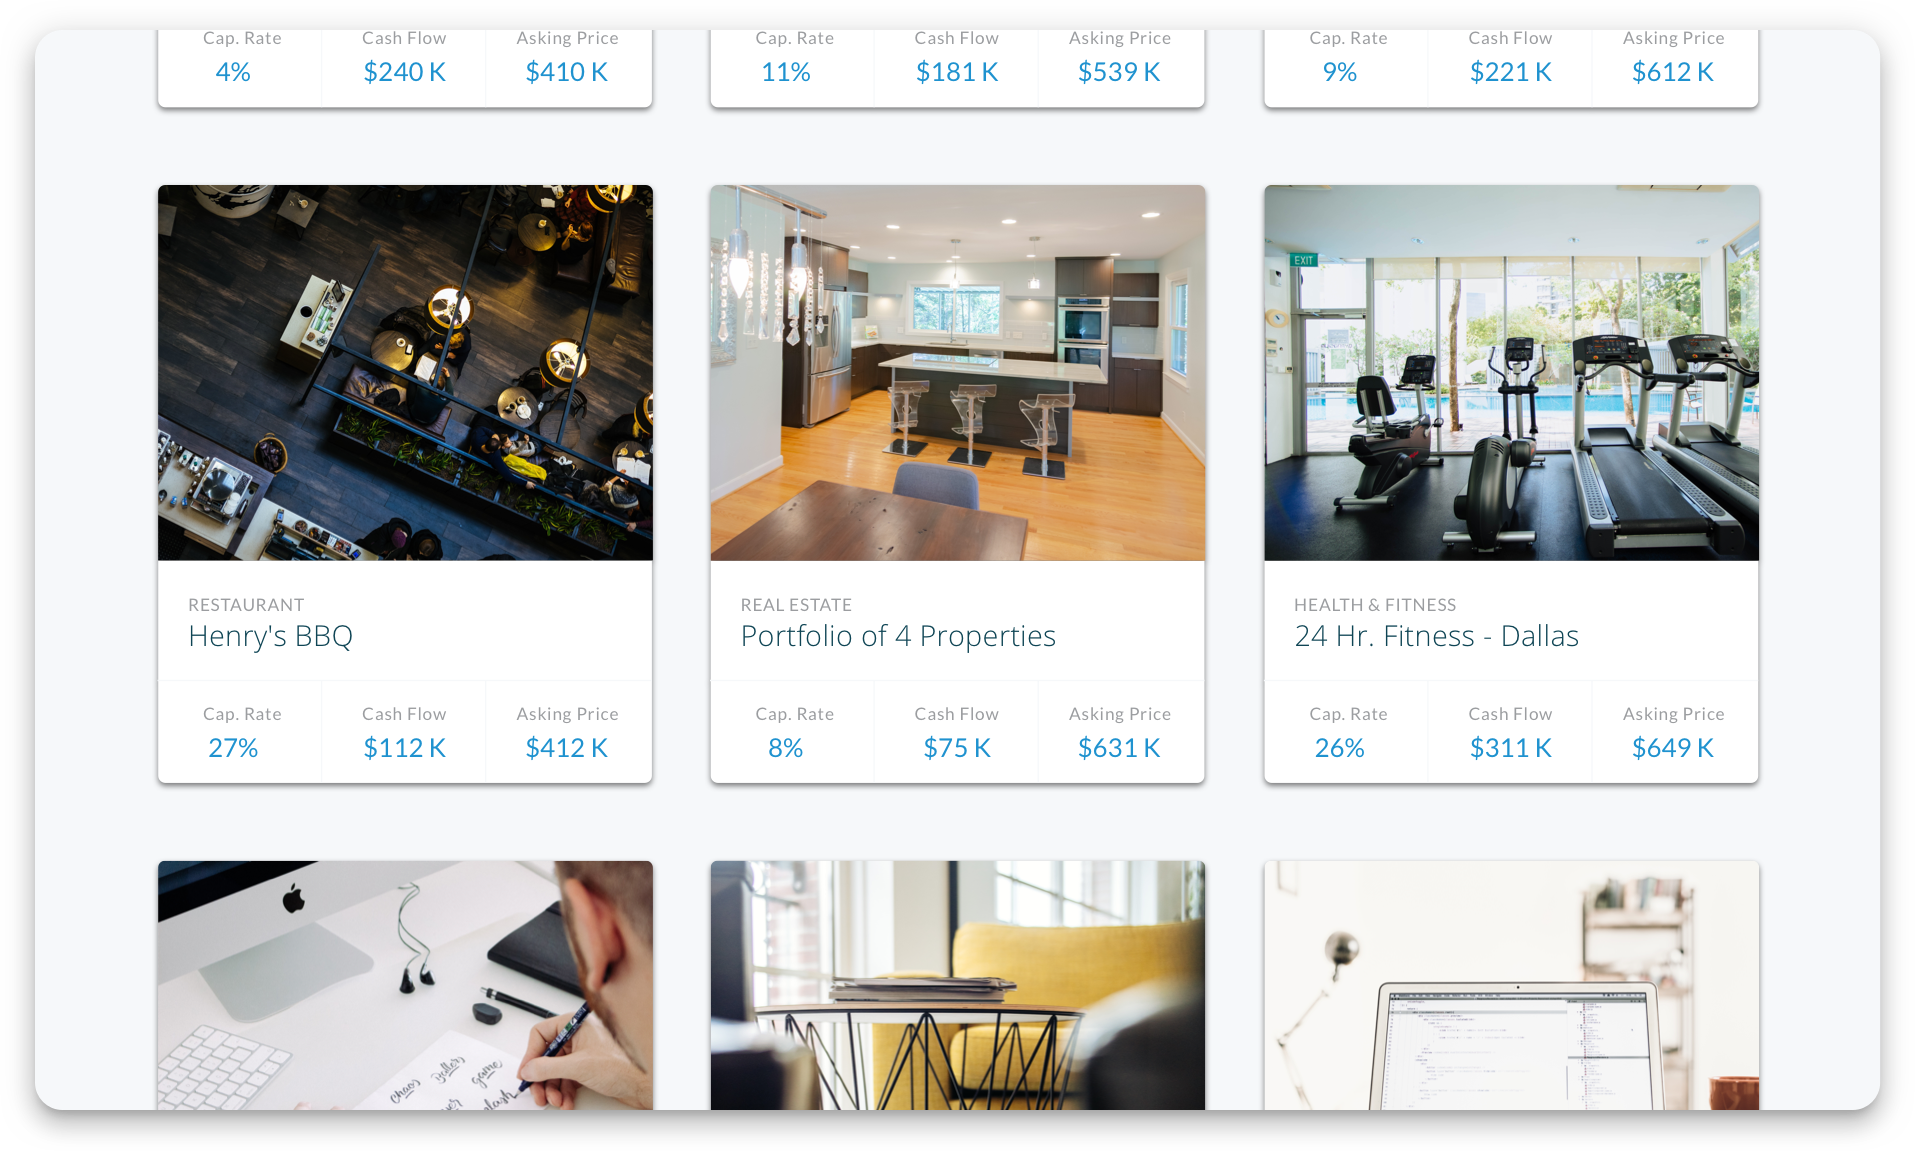 Cap. Rate Cash Flow Asking Price
4% $240 K $410 K
Cap. Rate Cash Flow Asking Price
11% $181 K $539 K
Cap. Rate Cash Flow Asking Price
9% $221 K $612 K
RESTAURANT
Henry's BBQ
Cap. Rate Cash Flow Asking Price
27% $112 K $412 K
REAL ESTATE
Portfolio of 4 Properties
Cap. Rate Cash Flow Asking Price
8% $75 K $631 K
EXIT
HEALTH & FITNESS
24 Hr. Fitness - Dallas
Cap. Rate Cash Flow Asking Price
26% $311 K $649 K
chaos
game